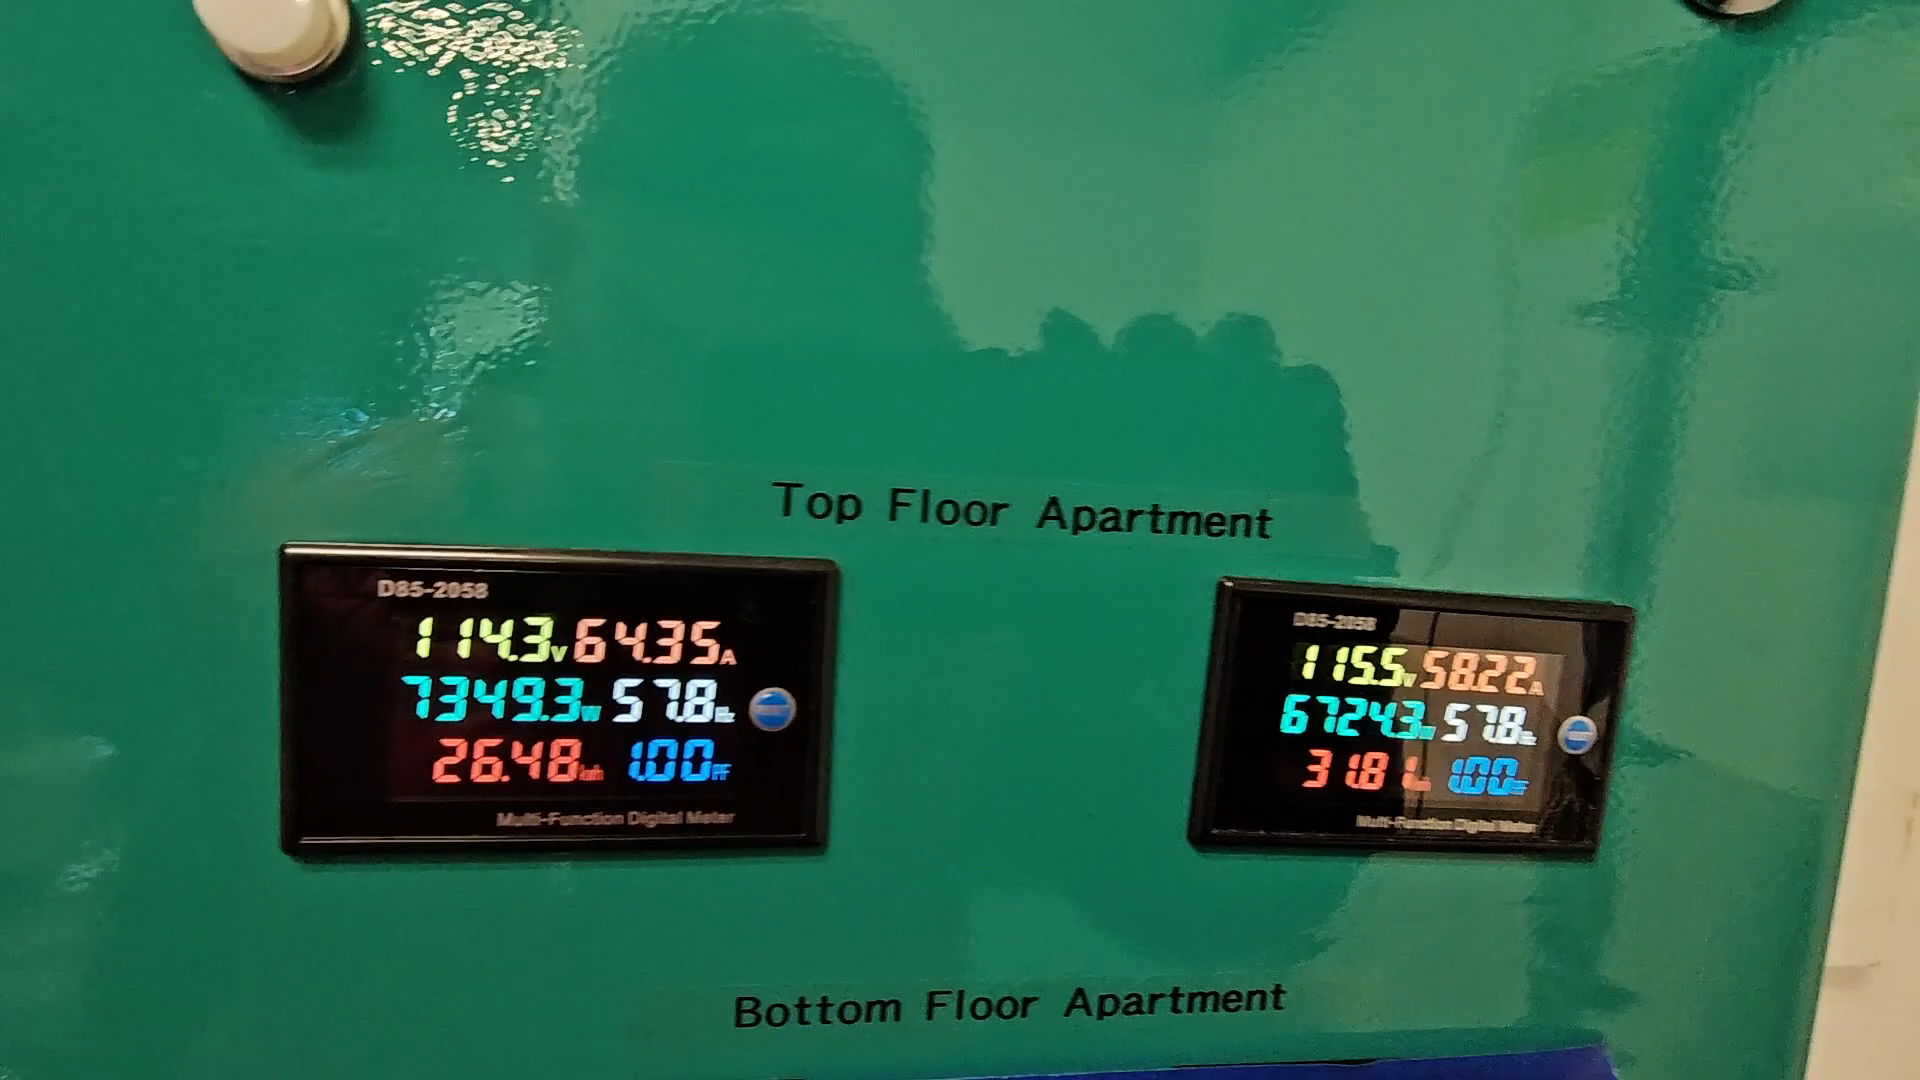 Top Floor Apartment
D85-2058
114.3V 64.35A
7349.3W 57.8Hz
26.48kWh 1.00PF
Multi-Function Digital Meter
D85-2058
115.5V 58.22A
6724.3W 57.8Hz
31.81 1.00PF
Multi-Function Digital Meter
Bottom Floor Apartment